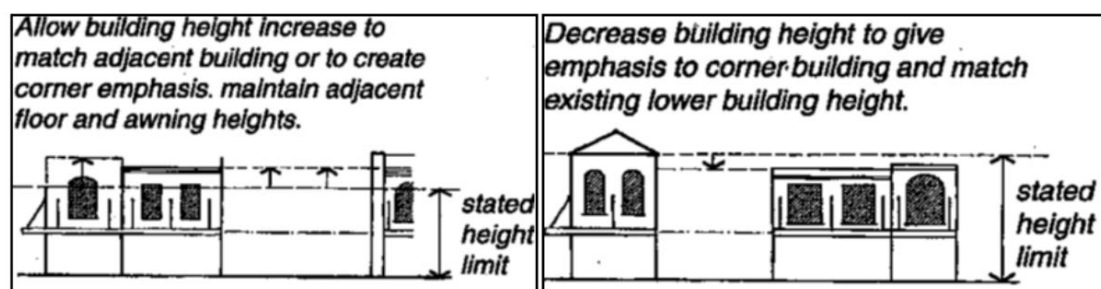 Allow building height increase to
match adjacent building or to create
corner emphasis. maintain adjacent
floor and awning heights.
stated
height
limit
Decrease building height to give
emphasis to corner building and match
existing lower building height.
stated
height
limit